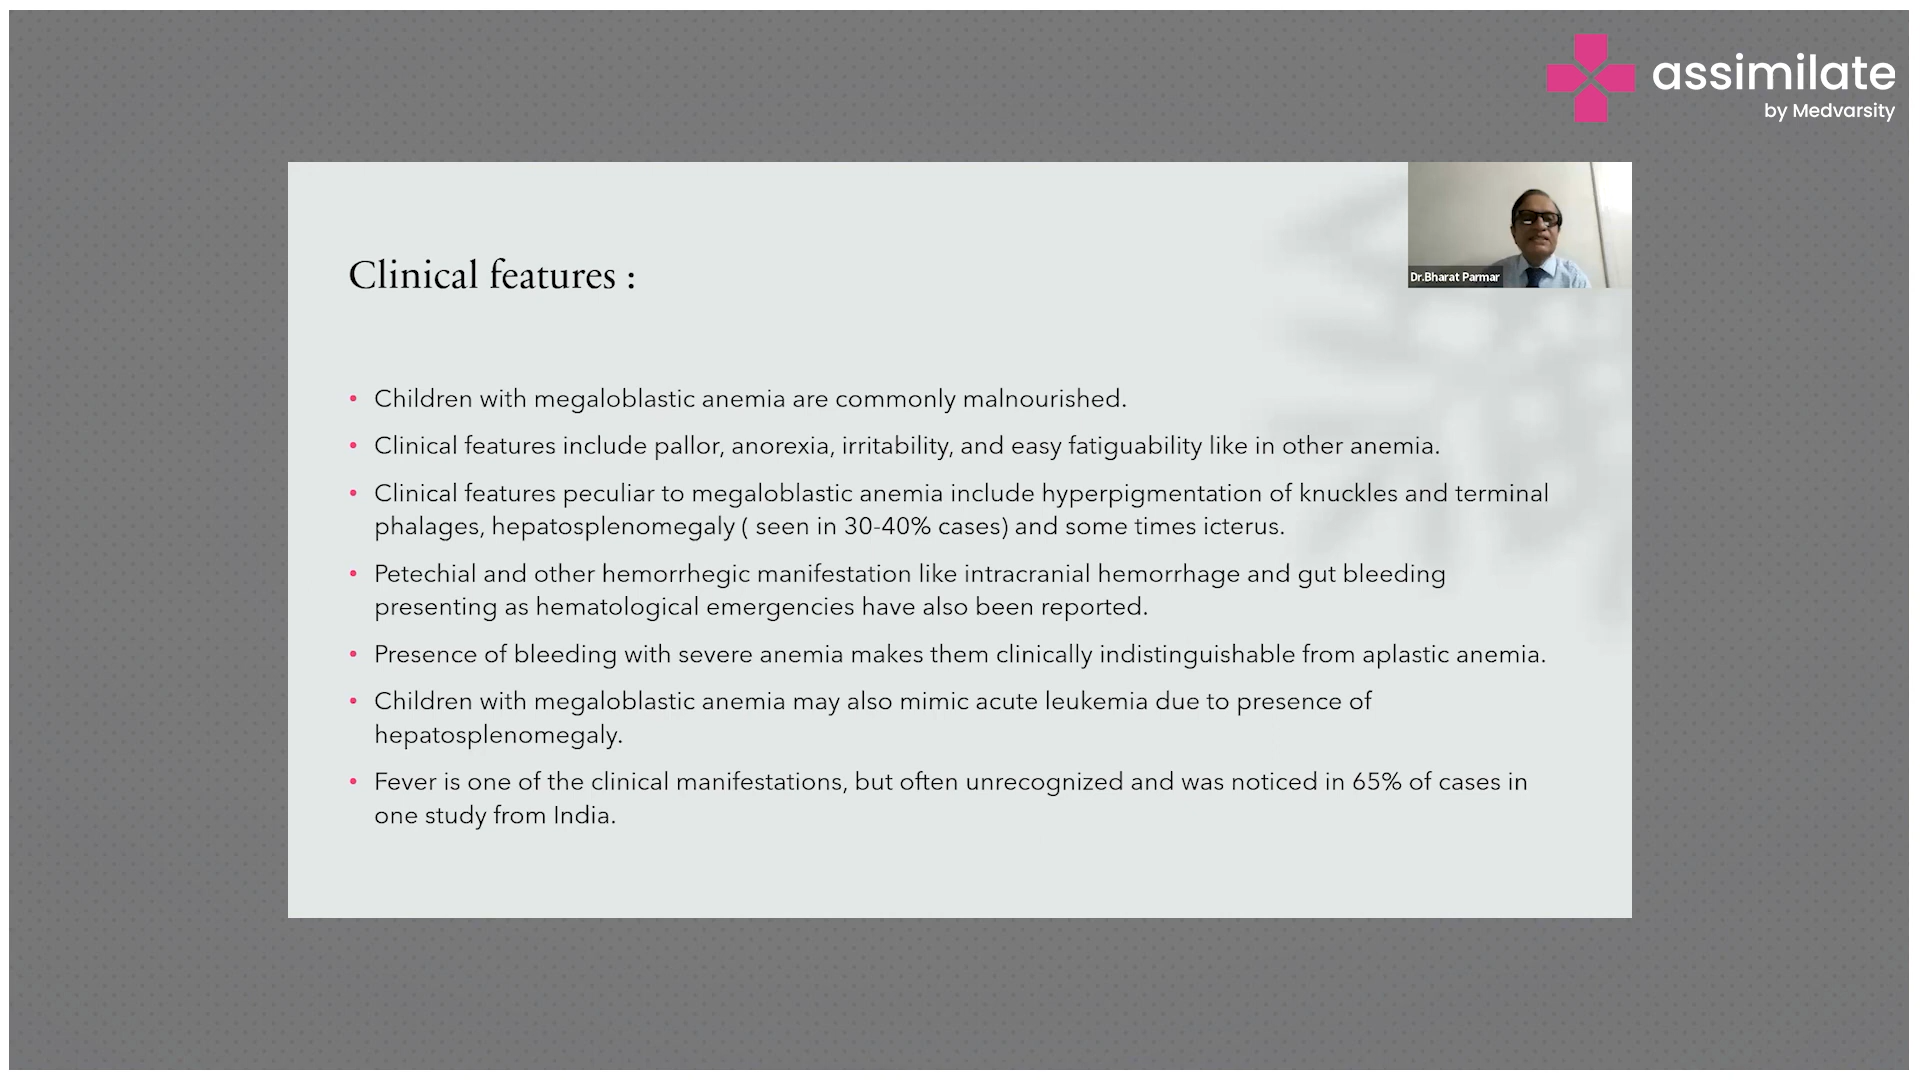 assimilate
by Medvarsity
Dr.Bharat Parmar
Clinical features :
• Children with megaloblastic anemia are commonly malnourished.
• Clinical features include pallor, anorexia, irritability, and easy fatiguability like in other anemia.
• Clinical features peculiar to megaloblastic anemia include hyperpigmentation of knuckles and terminal
phalages, hepatosplenomegaly ( seen in 30-40% cases) and some times icterus.
• Petechial and other hemorrhegic manifestation like intracranial hemorrhage and gut bleeding
presenting as hematological emergencies have also been reported.
• Presence of bleeding with severe anemia makes them clinically indistinguishable from aplastic anemia.
• Children with megaloblastic anemia may also mimic acute leukemia due to presence of
hepatosplenomegaly.
• Fever is one of the clinical manifestations, but often unrecognized and was noticed in 65% of cases in
one study from India.